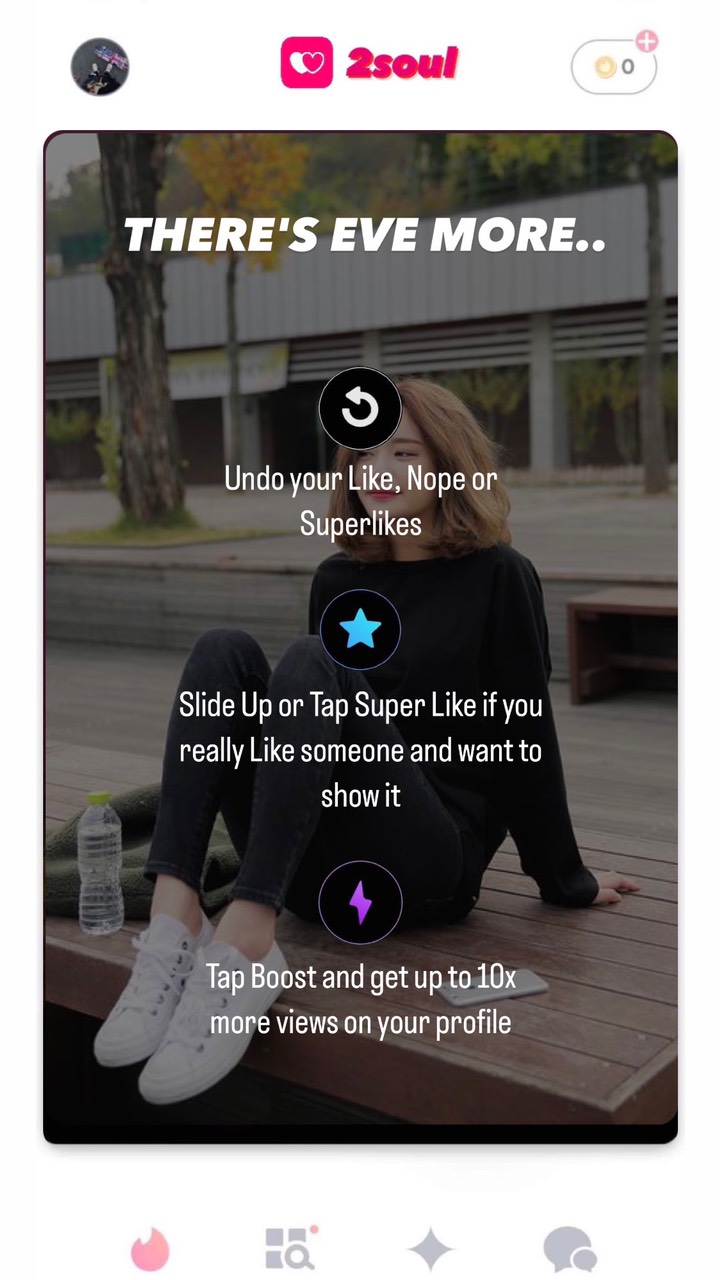 2soul
0
THERE'S EVE MORE..
Undo your Like, Nope or
Superlikes
Slide Up or Tap Super Like if you
really Like someone and want to
show it
Tap Boost and get up to 10x
more views on your profile